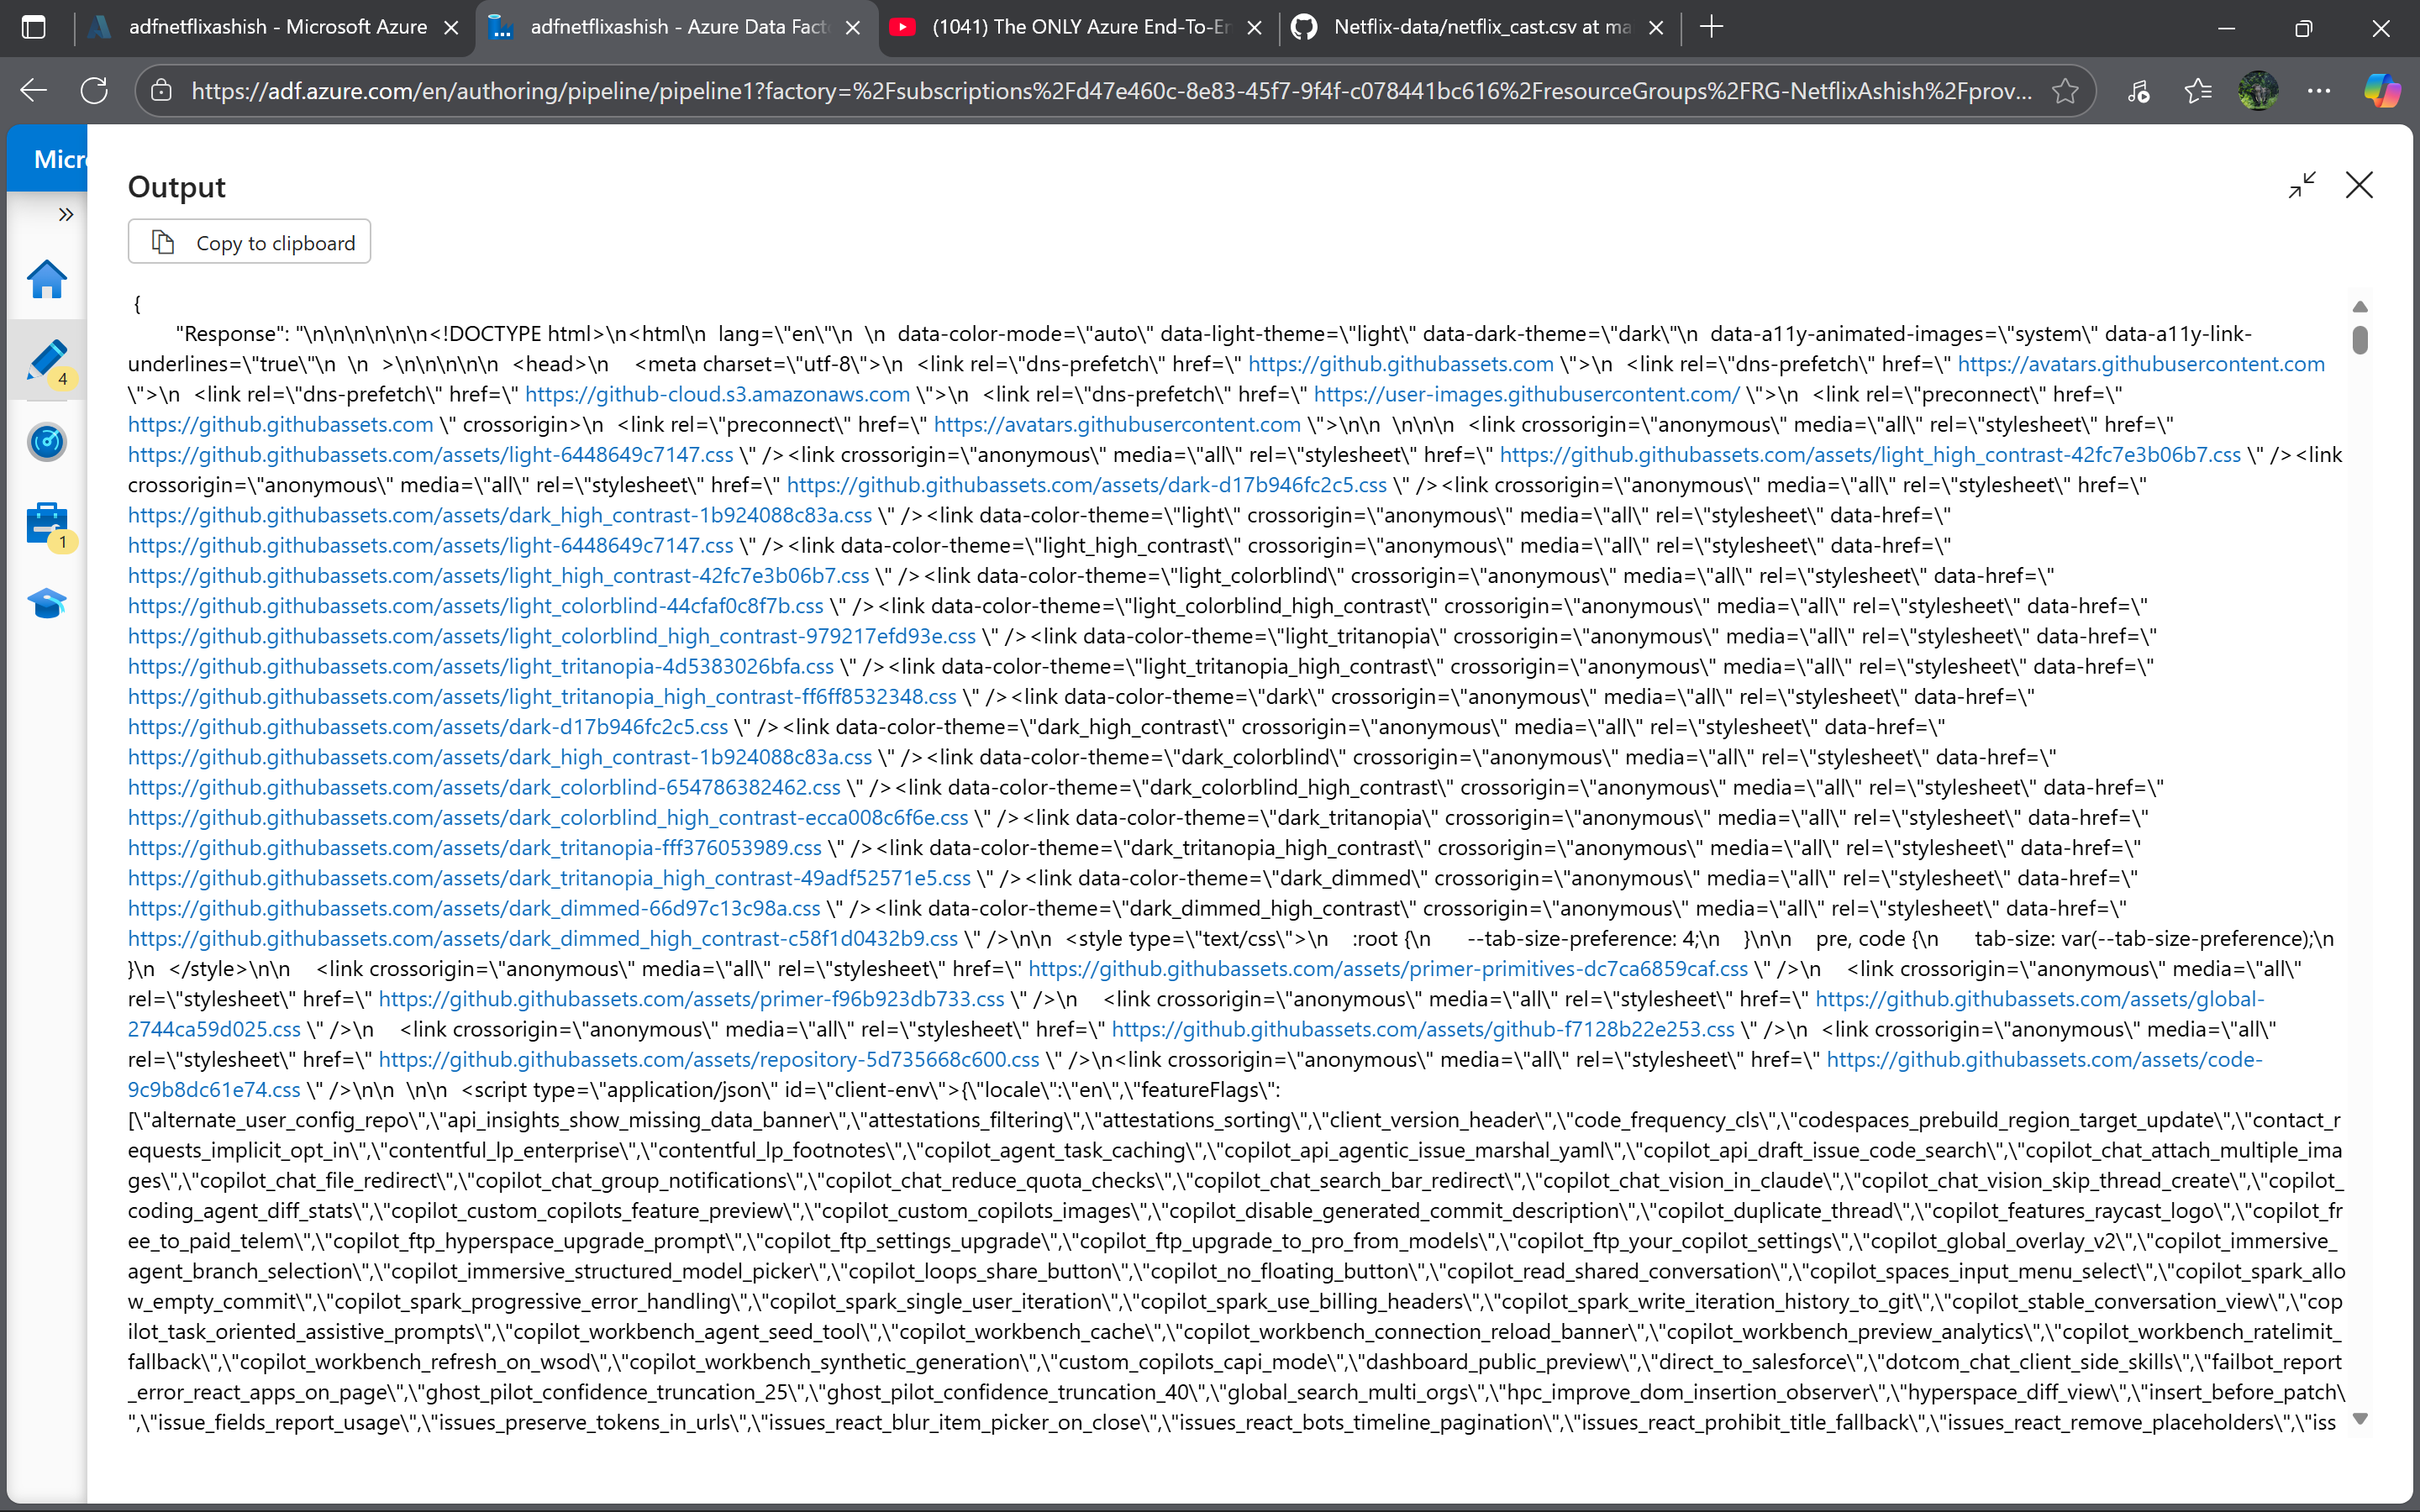 adfnetflixashish - Microsoft Azure
adfnetflixashish - Azure Data Fact
(1041) The ONLY Azure End-To-Er
Netflix-data/netflix_cast.csv at ma
https://adf.azure.com/en/authoring/pipeline/pipeline1?factory=%2Fsubscriptions%2Fd47e460c-8e83-45f7-9f4f-c078441bc616%2FresourceGroups%2FRG-NetflixAshish%2Fprov...
Micr
4
1
Output
Copy to clipboard
{
"Response": "\n\n\n\n\n\n<!DOCTYPE html>\n<html\n  lang=\"en\"\n  \n  data-color-mode=\"auto\" data-light-theme=\"light\" data-dark-theme=\"dark\"\n  data-a11y-animated-images=\"system\" data-a11y-link-
underlines=\"true\"\n  \n  >\n\n\n\n\n  <head>\n    <meta charset=\"utf-8\">\n  <link rel=\"dns-prefetch\" href=\" https://github.githubassets.com \">\n  <link rel=\"dns-prefetch\" href=\" https://avatars.githubusercontent.com
\">\n  <link rel=\"dns-prefetch\" href=\" https://github-cloud.s3.amazonaws.com \">\n  <link rel=\"dns-prefetch\" href=\" https://user-images.githubusercontent.com/ \">\n  <link rel=\"preconnect\" href=\"
https://github.githubassets.com \" crossorigin>\n  <link rel=\"preconnect\" href=\" https://avatars.githubusercontent.com \">\n\n  \n\n\n  <link crossorigin=\"anonymous\" media=\"all\" rel=\"stylesheet\" href=\"
https://github.githubassets.com/assets/light-6448649c7147.css \" /><link crossorigin=\"anonymous\" media=\"all\" rel=\"stylesheet\" href=\" https://github.githubassets.com/assets/light_high_contrast-42fc7e3b06b7.css \" /><link
crossorigin=\"anonymous\" media=\"all\" rel=\"stylesheet\" href=\" https://github.githubassets.com/assets/dark-d17b946fc2c5.css \" /><link crossorigin=\"anonymous\" media=\"all\" rel=\"stylesheet\" href=\"
https://github.githubassets.com/assets/dark_high_contrast-1b924088c83a.css \" /><link data-color-theme=\"light\" crossorigin=\"anonymous\" media=\"all\" rel=\"stylesheet\" data-href=\"
https://github.githubassets.com/assets/light-6448649c7147.css \" /><link data-color-theme=\"light_high_contrast\" crossorigin=\"anonymous\" media=\"all\" rel=\"stylesheet\" data-href=\"
https://github.githubassets.com/assets/light_high_contrast-42fc7e3b06b7.css \" /><link data-color-theme=\"light_colorblind\" crossorigin=\"anonymous\" media=\"all\" rel=\"stylesheet\" data-href=\"
https://github.githubassets.com/assets/light_colorblind-44cfaf0c8f7b.css \" /><link data-color-theme=\"light_colorblind_high_contrast\" crossorigin=\"anonymous\" media=\"all\" rel=\"stylesheet\" data-href=\"
https://github.githubassets.com/assets/light_colorblind_high_contrast-979217efd93e.css \" /><link data-color-theme=\"light_tritanopia\" crossorigin=\"anonymous\" media=\"all\" rel=\"stylesheet\" data-href=\"
https://github.githubassets.com/assets/light_tritanopia-4d5383026bfa.css \" /><link data-color-theme=\"light_tritanopia_high_contrast\" crossorigin=\"anonymous\" media=\"all\" rel=\"stylesheet\" data-href=\"
https://github.githubassets.com/assets/light_tritanopia_high_contrast-ff6ff8532348.css \" /><link data-color-theme=\"dark\" crossorigin=\"anonymous\" media=\"all\" rel=\"stylesheet\" data-href=\"
https://github.githubassets.com/assets/dark-d17b946fc2c5.css \" /><link data-color-theme=\"dark_high_contrast\" crossorigin=\"anonymous\" media=\"all\" rel=\"stylesheet\" data-href=\"
https://github.githubassets.com/assets/dark_high_contrast-1b924088c83a.css \" /><link data-color-theme=\"dark_colorblind\" crossorigin=\"anonymous\" media=\"all\" rel=\"stylesheet\" data-href=\"
https://github.githubassets.com/assets/dark_colorblind-654786382462.css \" /><link data-color-theme=\"dark_colorblind_high_contrast\" crossorigin=\"anonymous\" media=\"all\" rel=\"stylesheet\" data-href=\"
https://github.githubassets.com/assets/dark_colorblind_high_contrast-ecca008c6f6e.css \" /><link data-color-theme=\"dark_tritanopia\" crossorigin=\"anonymous\" media=\"all\" rel=\"stylesheet\" data-href=\"
https://github.githubassets.com/assets/dark_tritanopia-fff376053989.css \" /><link data-color-theme=\"dark_tritanopia_high_contrast\" crossorigin=\"anonymous\" media=\"all\" rel=\"stylesheet\" data-href=\"
https://github.githubassets.com/assets/dark_tritanopia_high_contrast-49adf52571e5.css \" /><link data-color-theme=\"dark_dimmed\" crossorigin=\"anonymous\" media=\"all\" rel=\"stylesheet\" data-href=\"
https://github.githubassets.com/assets/dark_dimmed-66d97c13c98a.css \" /><link data-color-theme=\"dark_dimmed_high_contrast\" crossorigin=\"anonymous\" media=\"all\" rel=\"stylesheet\" data-href=\"
https://github.githubassets.com/assets/dark_dimmed_high_contrast-c58f1d0432b9.css \" />\n\n  <style type=\"text/css\">\n    :root {\n      --tab-size-preference: 4;\n    }\n\n    pre, code {\n      tab-size: var(--tab-size-preference);\n
}\n  </style>\n\n    <link crossorigin=\"anonymous\" media=\"all\" rel=\"stylesheet\" href=\" https://github.githubassets.com/assets/primer-primitives-dc7ca6859caf.css \" />\n    <link crossorigin=\"anonymous\" media=\"all\"
rel=\"stylesheet\" href=\" https://github.githubassets.com/assets/primer-f96b923db733.css \" />\n    <link crossorigin=\"anonymous\" media=\"all\" rel=\"stylesheet\" href=\" https://github.githubassets.com/assets/global-
2744ca59d025.css \" />\n    <link crossorigin=\"anonymous\" media=\"all\" rel=\"stylesheet\" href=\" https://github.githubassets.com/assets/github-f7128b22e253.css \" />\n  <link crossorigin=\"anonymous\" media=\"all\"
rel=\"stylesheet\" href=\" https://github.githubassets.com/assets/repository-5d735668c600.css \" />\n<link crossorigin=\"anonymous\" media=\"all\" rel=\"stylesheet\" href=\" https://github.githubassets.com/assets/code-
9c9b8dc61e74.css \" />\n\n  \n\n  <script type=\"application/json\" id=\"client-env\">{\"locale\":\"en\",\"featureFlags\":
[\"alternate_user_config_repo\",\"api_insights_show_missing_data_banner\",\"attestations_filtering\",\"attestations_sorting\",\"client_version_header\",\"code_frequency_cls\",\"codespaces_prebuild_region_target_update\",\"contact_r
equests_implicit_opt_in\",\"contentful_lp_enterprise\",\"contentful_lp_footnotes\",\"copilot_agent_task_caching\",\"copilot_api_agentic_issue_marshal_yaml\",\"copilot_api_draft_issue_code_search\",\"copilot_chat_attach_multiple_ima
ges\",\"copilot_chat_file_redirect\",\"copilot_chat_group_notifications\",\"copilot_chat_reduce_quota_checks\",\"copilot_chat_search_bar_redirect\",\"copilot_chat_vision_in_claude\",\"copilot_chat_vision_skip_thread_create\",\"copilot_
coding_agent_diff_stats\",\"copilot_custom_copilots_feature_preview\",\"copilot_custom_copilots_images\",\"copilot_disable_generated_commit_description\",\"copilot_duplicate_thread\",\"copilot_features_raycast_logo\",\"copilot_fr
ee_to_paid_telem\",\"copilot_ftp_hyperspace_upgrade_prompt\",\"copilot_ftp_settings_upgrade\",\"copilot_ftp_upgrade_to_pro_from_models\",\"copilot_ftp_your_copilot_settings\",\"copilot_global_overlay_v2\",\"copilot_immersive_
agent_branch_selection\",\"copilot_immersive_structured_model_picker\",\"copilot_loops_share_button\",\"copilot_no_floating_button\",\"copilot_read_shared_conversation\",\"copilot_spaces_input_menu_select\",\"copilot_spark_allo
w_empty_commit\",\"copilot_spark_progressive_error_handling\",\"copilot_spark_single_user_iteration\",\"copilot_spark_use_billing_headers\",\"copilot_spark_write_iteration_history_to_git\",\"copilot_stable_conversation_view\",\"cop
ilot_task_oriented_assistive_prompts\",\"copilot_workbench_agent_seed_tool\",\"copilot_workbench_cache\",\"copilot_workbench_connection_reload_banner\",\"copilot_workbench_preview_analytics\",\"copilot_workbench_ratelimit_
fallback\",\"copilot_workbench_refresh_on_wsod\",\"copilot_workbench_synthetic_generation\",\"custom_copilots_capi_mode\",\"dashboard_public_preview\",\"direct_to_salesforce\",\"dotcom_chat_client_side_skills\",\"failbot_report
_error_react_apps_on_page\",\"ghost_pilot_confidence_truncation_25\",\"ghost_pilot_confidence_truncation_40\",\"global_search_multi_orgs\",\"hpc_improve_dom_insertion_observer\",\"hyperspace_diff_view\",\"insert_before_patch\
",\"issue_fields_report_usage\",\"issues_preserve_tokens_in_urls\",\"issues_react_blur_item_picker_on_close\",\"issues_react_bots_timeline_pagination\",\"issues_react_prohibit_title_fallback\",\"issues_react_remove_placeholders\",\"iss